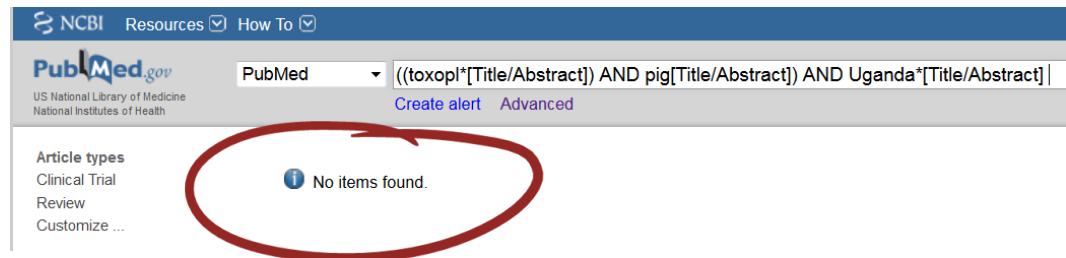 NCBI Resources How To
PubMed.gov
US National Library of Medicine
National Institutes of Health
PubMed
((toxopl*[Title/Abstract]) AND pig[Title/Abstract]) AND Uganda*[Title/Abstract]
Create alert Advanced
Article types
Clinical Trial
Review
Customize ...
No items found.